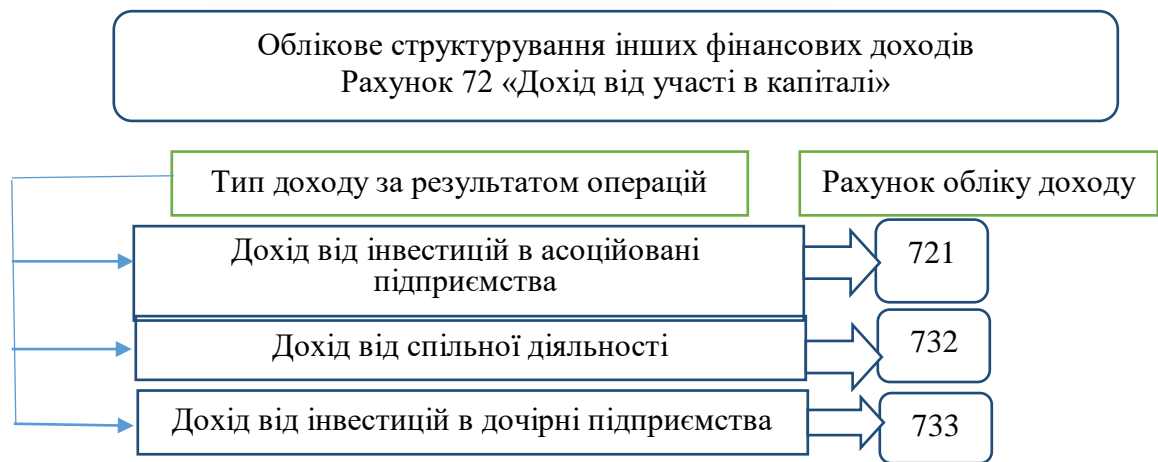 Облікове структурування інших фінансових доходів
Рахунок 72 «Дохід від участі в капіталі»
Тип доходу за результатом операцій
Рахунок обліку доходу
Дохід від інвестицій в асоційовані
підприємства
721
Дохід від спільної діяльності
732
Дохід від інвестицій в дочірні підприємства
733